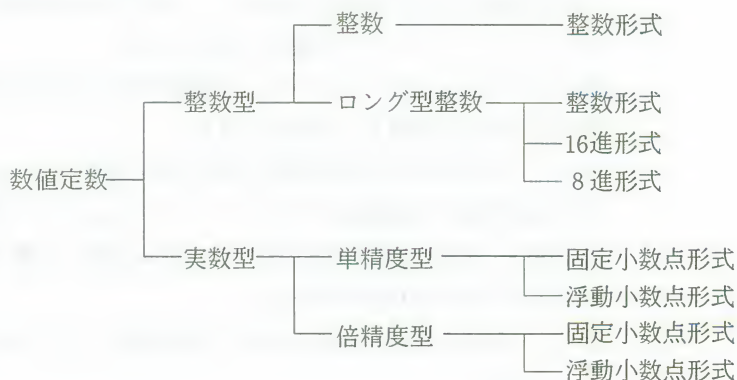 整数 整数形式
整数型 ロング型整数 整数形式
16進形式
数値定数 8進形式
実数型 単精度型 固定小数点形式
浮動小数点形式
倍精度型 固定小数点形式
浮動小数点形式